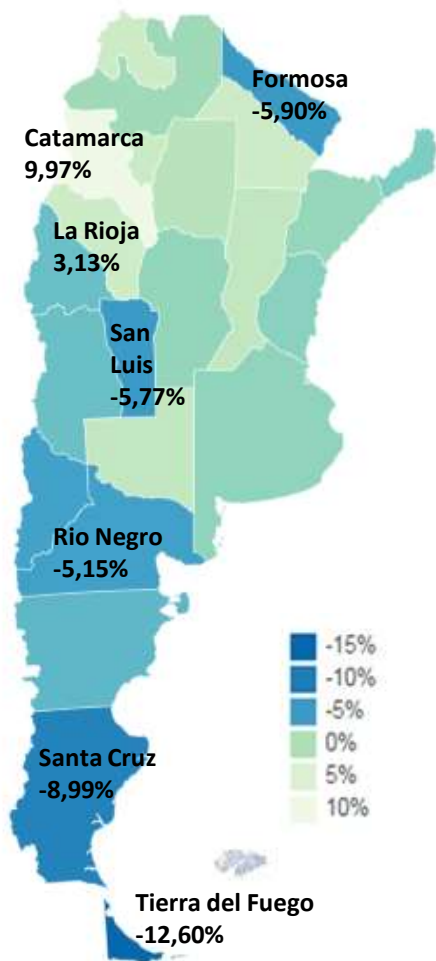 Formosa
-5,90%
Catamarca
9,97%
La Rioja
3,13%
San
Luis
-5,77%
Rio Negro
-5,15%
-15%
-10%
-5%
0%
5%
10%
Santa Cruz
-8,99%
Tierra del Fuego
-12,60%